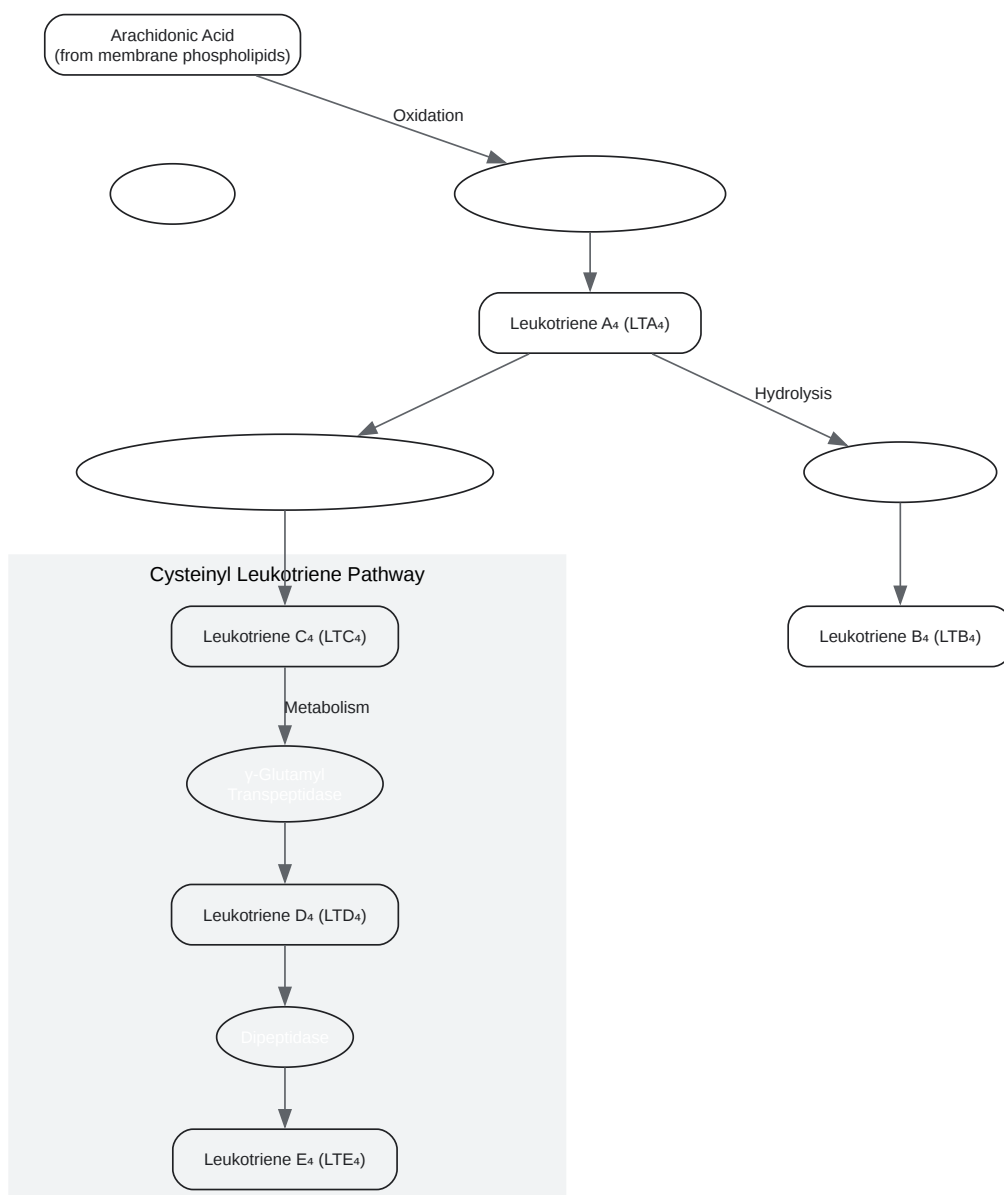 Arachidonic Acid
(from membrane phospholipids)
Oxidation
Leukotriene A₄ (LTA₄)
Hydrolysis
Cysteinyl Leukotriene Pathway
Leukotriene C₄ (LTC₄)
Leukotriene B₄ (LTB₄)
Metabolism
γ-Glutamyl
Transpeptidase
Leukotriene D₄ (LTD₄)
Dipeptidase
Leukotriene E₄ (LTE₄)